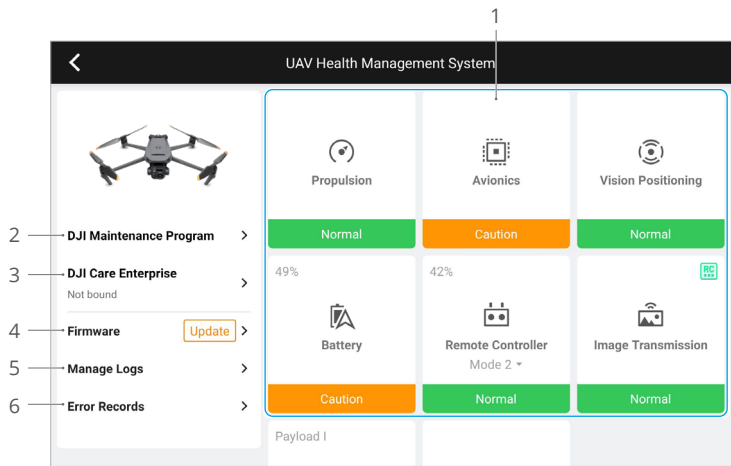 1
UAV Health Management System
Propulsion
Avionics
Vision Positioning
Normal
Caution
Normal
2
DJI Maintenance Program
3
DJI Care Enterprise
Not bound
4
Firmware
Update
5
Manage Logs
6
Error Records
49%
Battery
Caution
42%
Remote Controller
Mode 2
Normal
RC
Image Transmission
Normal
Payload I